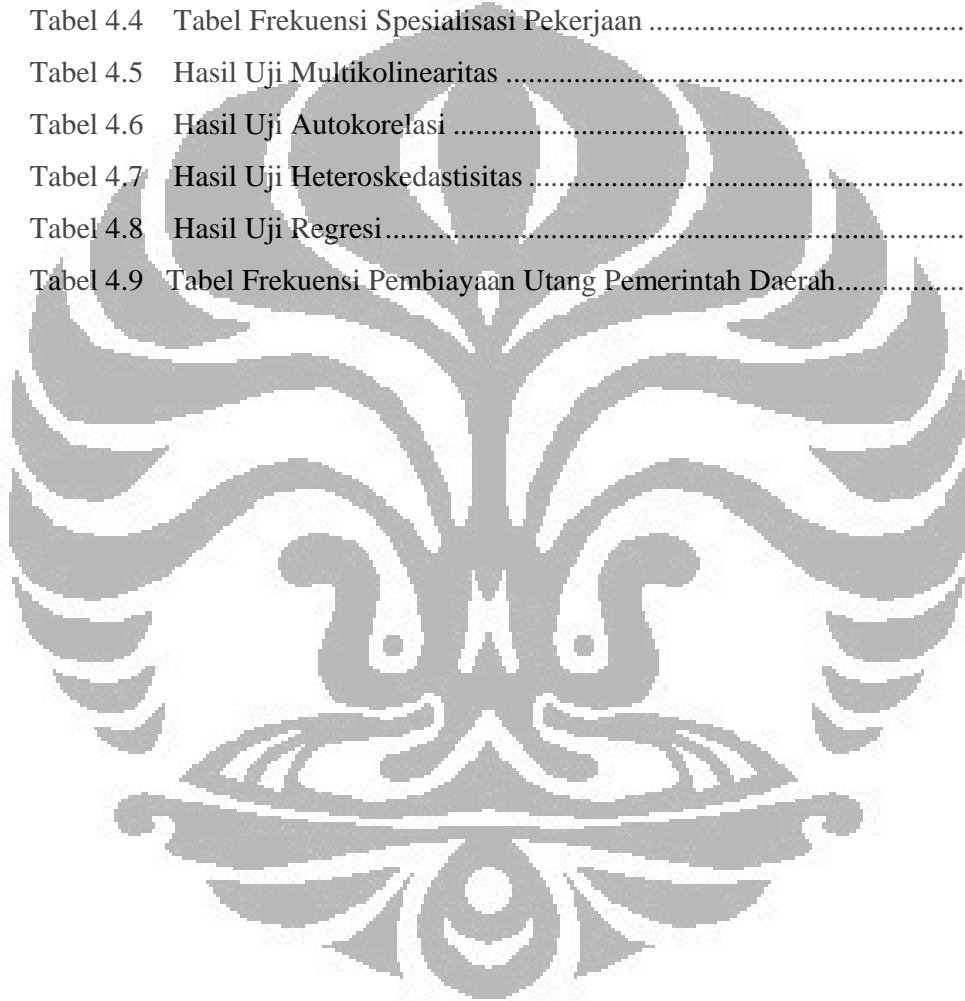 Tabel 4.4 Tabel Frekuensi Spesialisasi Pekerjaan ........................................
Tabel 4.5 Hasil Uji Multikolinearitas ..........................................................
Tabel 4.6 Hasil Uji Autokorelasi .................................................................
Tabel 4.7 Hasil Uji Heteroskedastisitas .......................................................
Tabel 4.8 Hasil Uji Regresi..........................................................................
Tabel 4.9 Tabel Frekuensi Pembiayaan Utang Pemerintah Daerah................